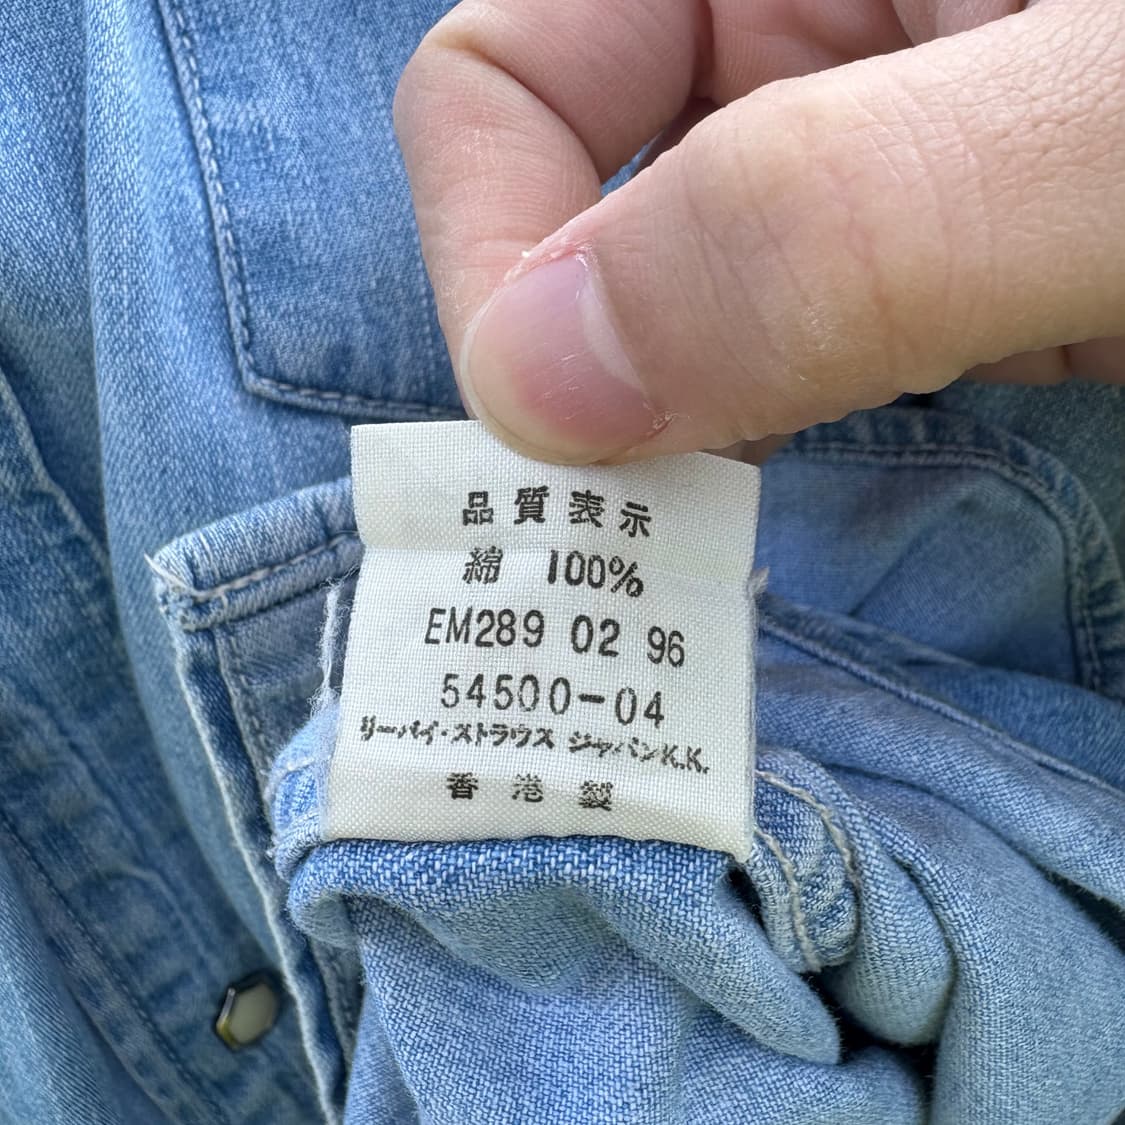 品質表示
綿 100%
EM289 02 96
54500-04
リーバイ・ストラウス ジャパンK.K.
香港製